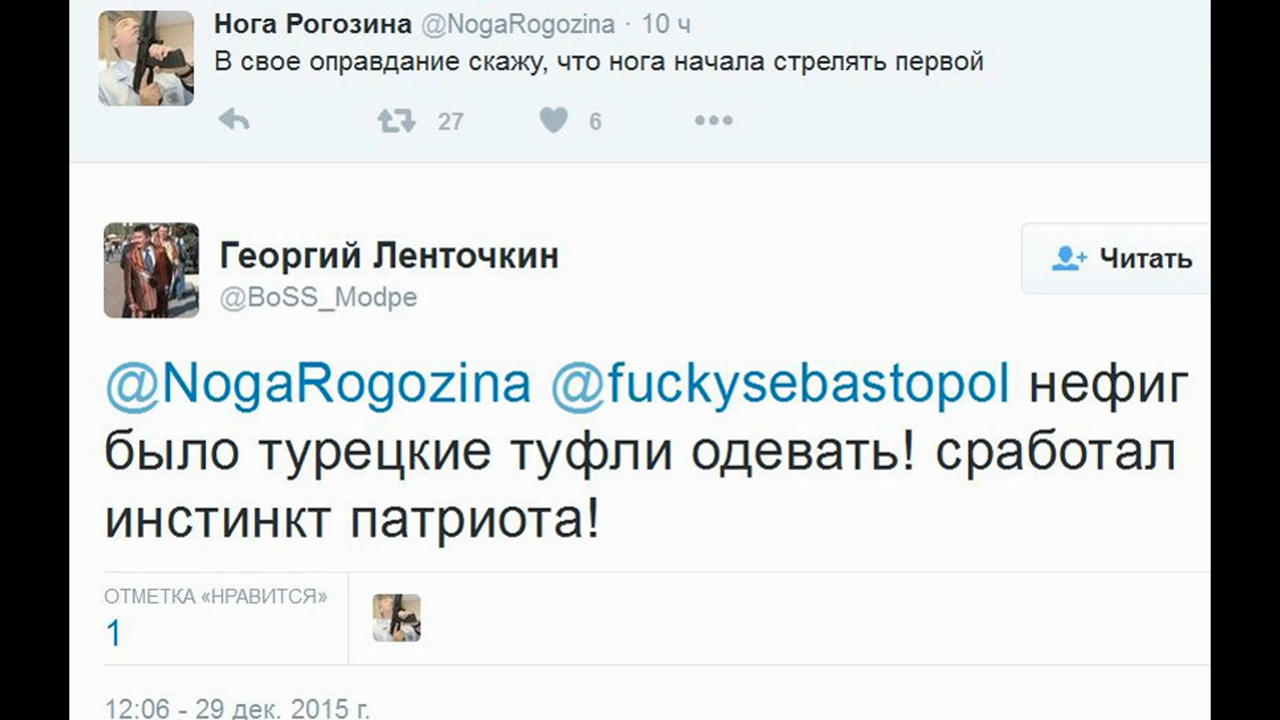 Нога Рогозина @NogaRogozina · 10 ч
В свое оправдание скажу, что нога начала стрелять первой
27 6
Георгий Ленточкин
@BoSS_Modpe
Читать
@NogaRogozina @fuckysebastopol нефиг
было турецкие туфли одевать! сработал
инстинкт патриота!
ОТМЕТКА «НРАВИТСЯ»
1
12:06 - 29 дек. 2015 г.